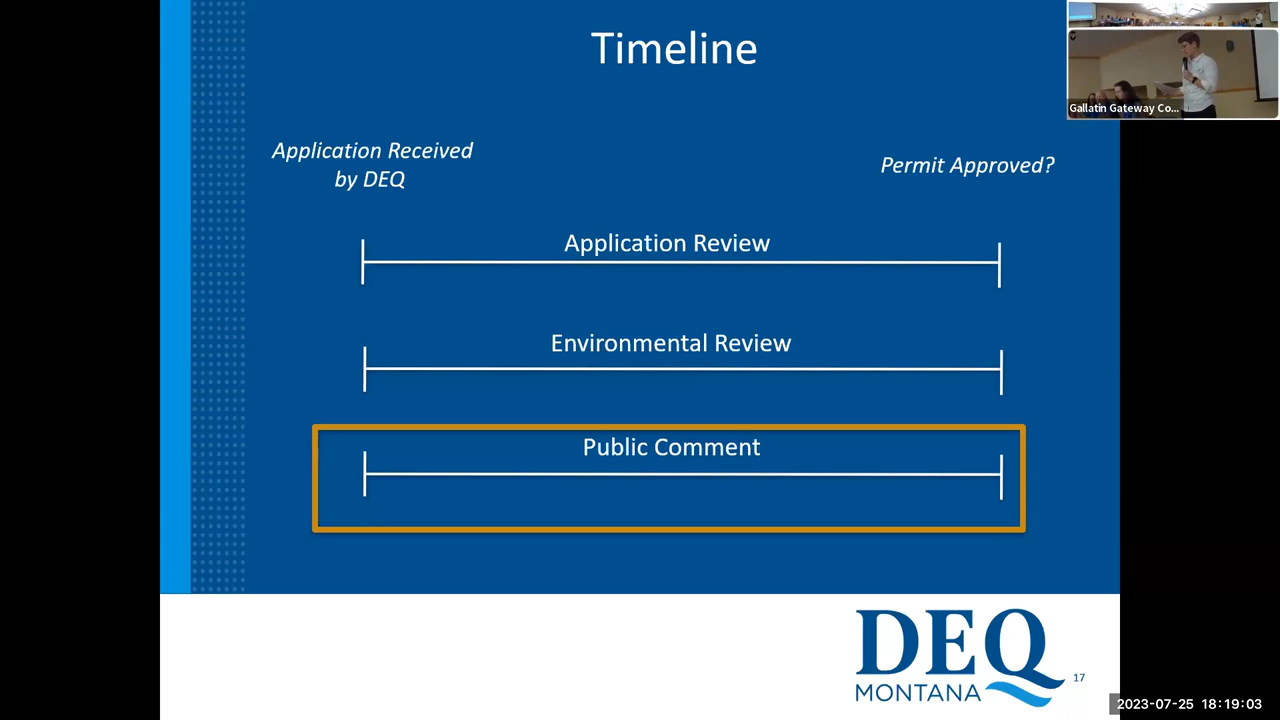 Timeline
Gallatin Gateway Co...
Application Received
by DEQ
Permit Approved?
Application Review
Environmental Review
Public Comment
DEQ
MONTANA
17
2023-07-25 18:19:03